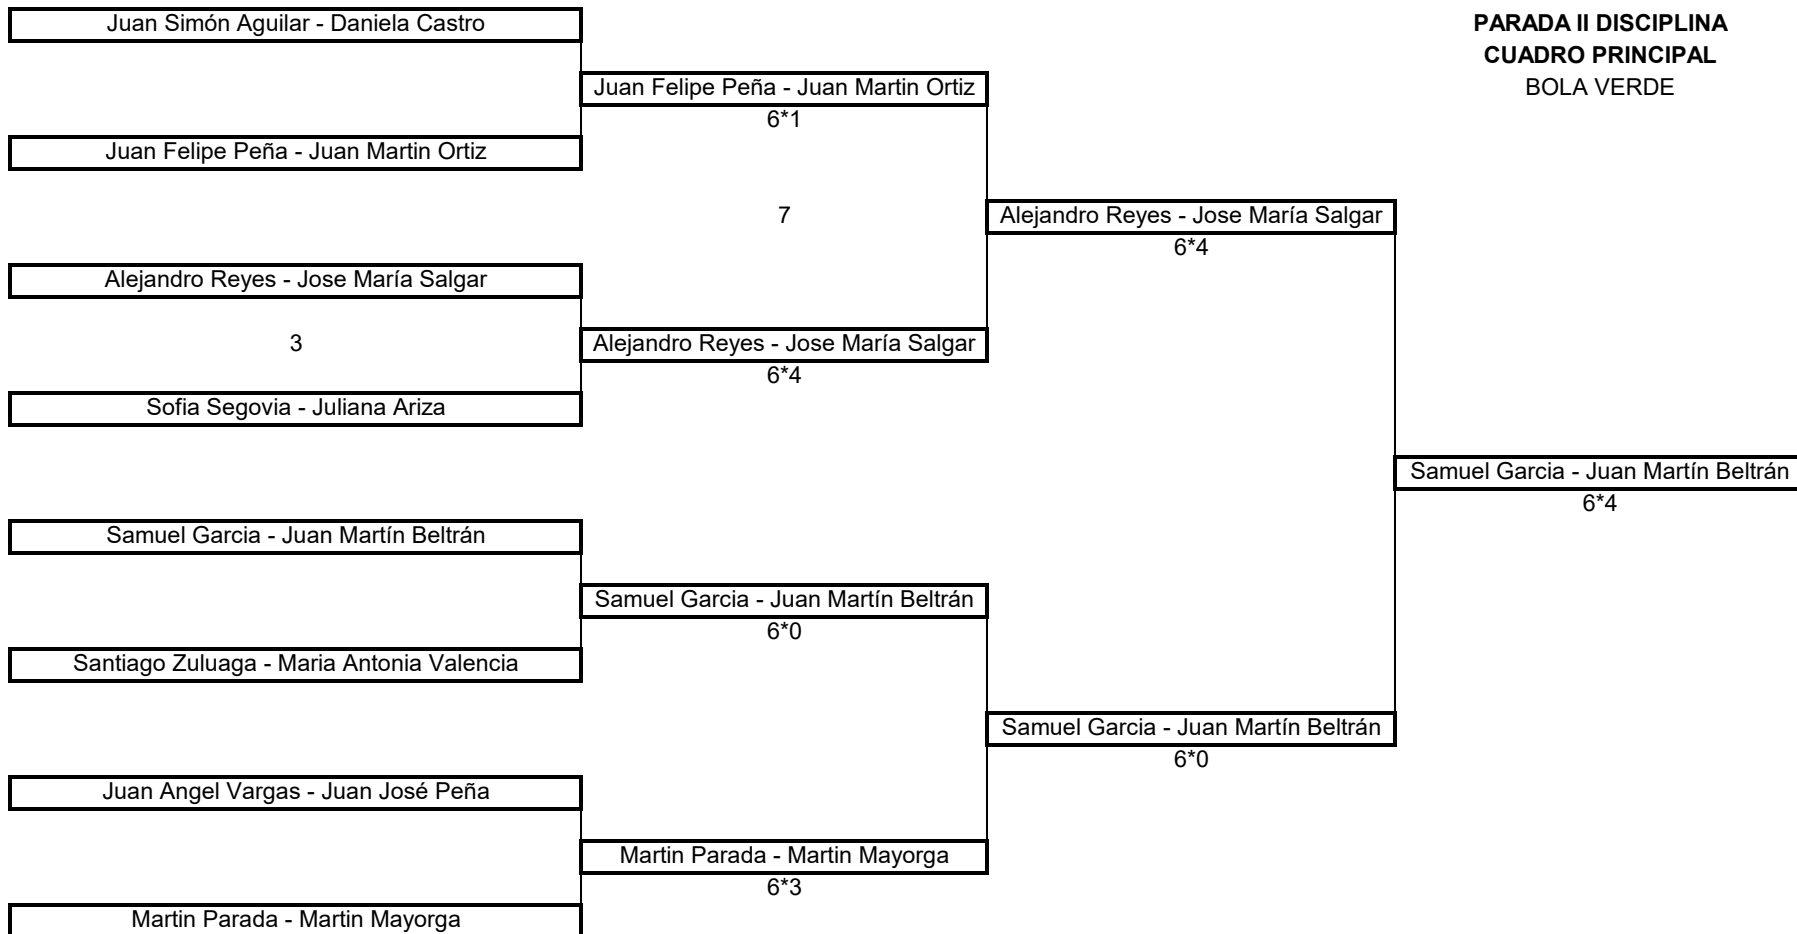 Juan Simón Aguilar - Daniela Castro
PARADA II DISCIPLINA
CUADRO PRINCIPAL
BOLA VERDE
Juan Felipe Peña - Juan Martin Ortiz
6*1
Juan Felipe Peña - Juan Martin Ortiz
7
Alejandro Reyes - Jose María Salgar
6*4
Alejandro Reyes - Jose María Salgar
3
Alejandro Reyes - Jose María Salgar
6*4
Sofia Segovia - Juliana Ariza
Samuel Garcia - Juan Martín Beltrán
6*4
Samuel Garcia - Juan Martín Beltrán
Samuel Garcia - Juan Martín Beltrán
6*0
Santiago Zuluaga - Maria Antonia Valencia
Samuel Garcia - Juan Martín Beltrán
6*0
Juan Angel Vargas - Juan José Peña
Martin Parada - Martin Mayorga
6*3
Martin Parada - Martin Mayorga